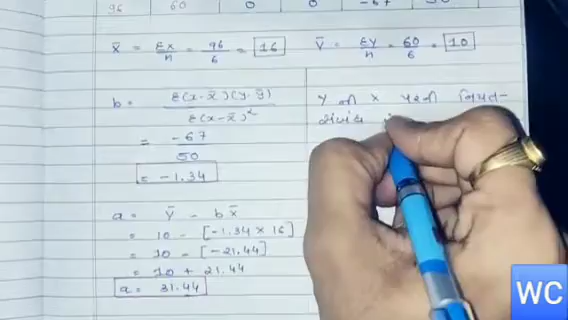 96 60 0 0 -67 50
x̄ = Σx/n = 96/6 = 16 ȳ = Σy/n = 60/6 = 10
b = Σ(x-x̄)(y-ȳ) / Σ(x-x̄)²
= -67/50
= -1.34
a = ȳ - bx̄
= 10 - [-1.34 × 16]
= 10 - [-21.44]
= 10 + 21.44
a = 31.44
Y ની X પરની નિયત-
સંબંધ
WC